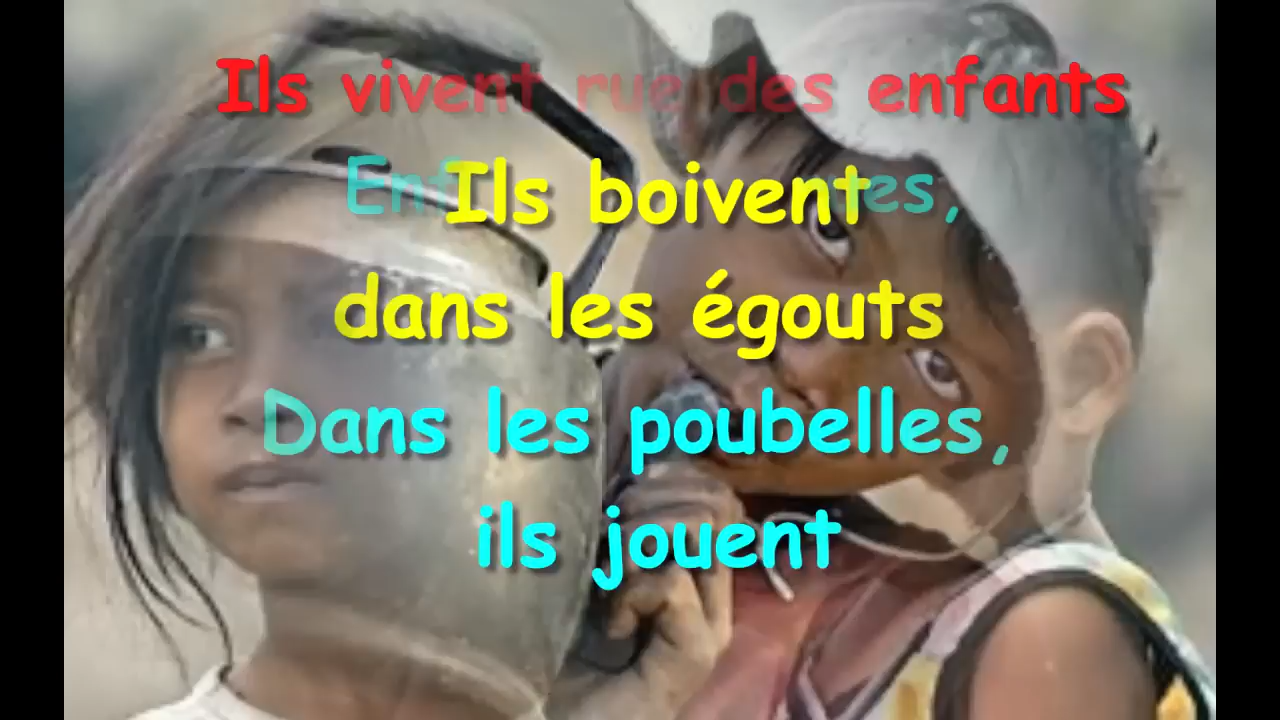 Ils vivent rue des enfants
Ils boivent
dans les égouts
Dans les poubelles,
ils jouent